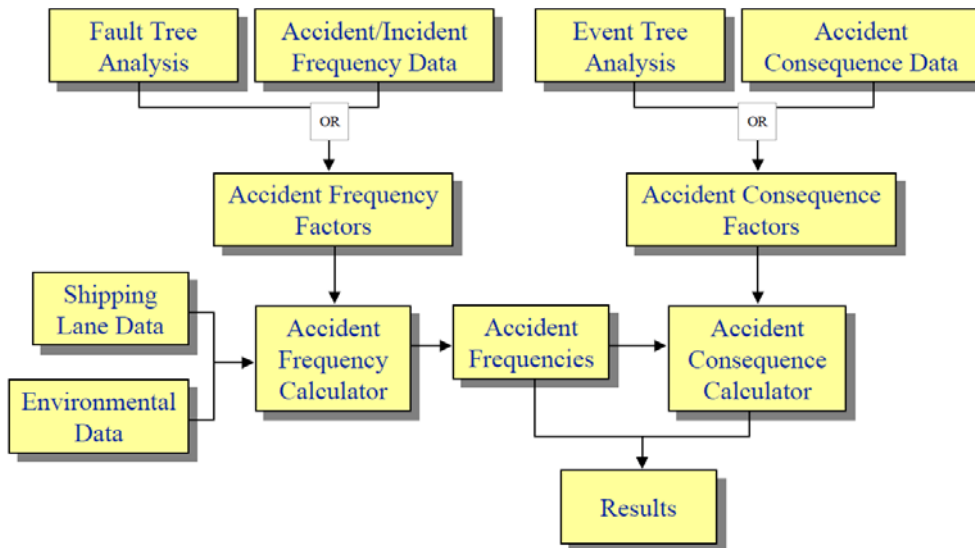 Fault Tree
Analysis
Accident/Incident
Frequency Data
Event Tree
Analysis
Accident
Consequence Data
OR
OR
Accident Frequency
Factors
Accident Consequence
Factors
Shipping
Lane Data
Environmental
Data
Accident
Frequency
Calculator
Accident
Frequencies
Accident
Consequence
Calculator
Results